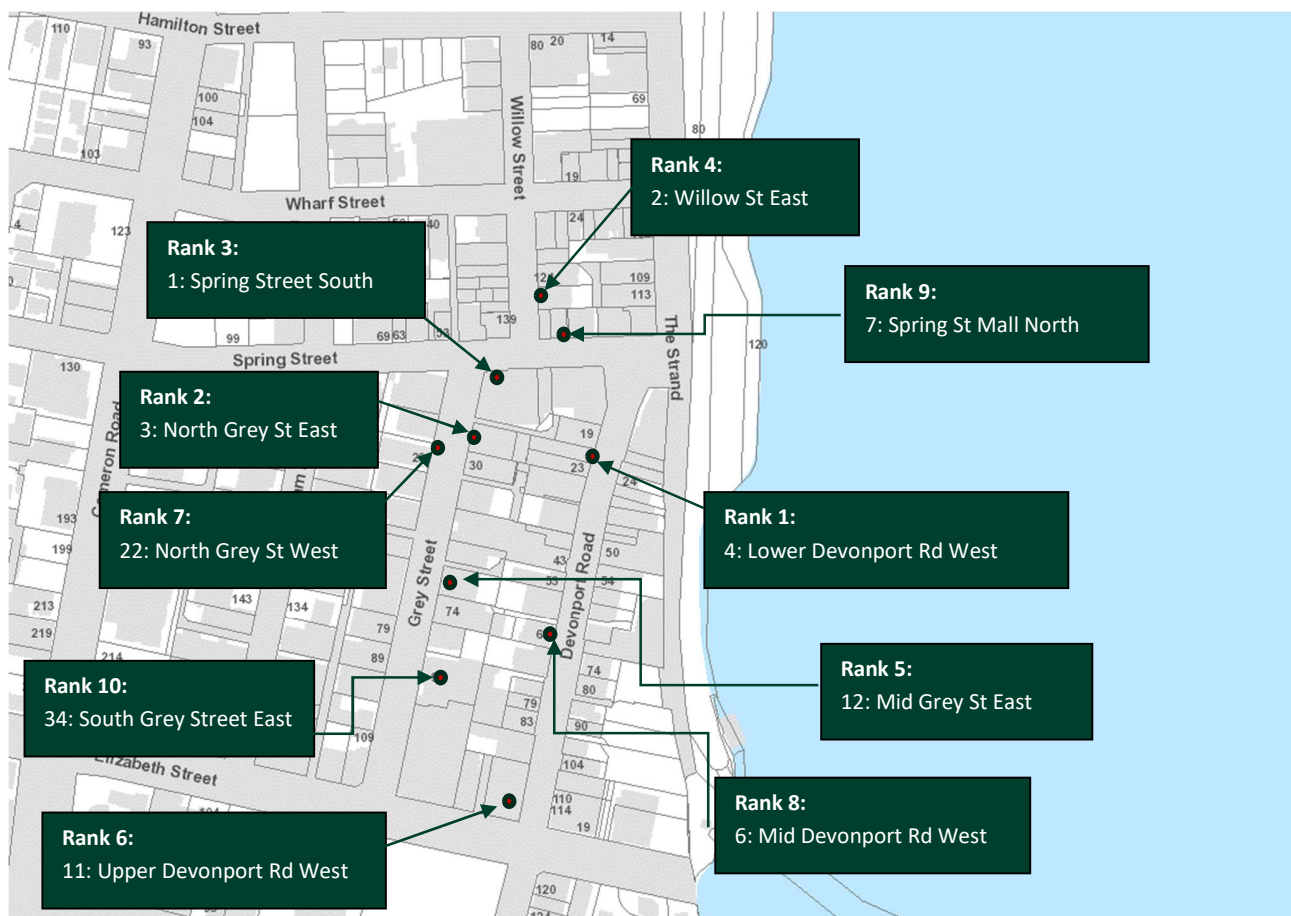 Hamilton Street
110
93
80
20
14
100
104
69
Willow Street
80
103
Rank 4:
2: Willow St East
19
Wharf Street
123
40
24
Rank 3:
1: Spring Street South
109
113
139
Rank 9:
7: Spring St Mall North
The Strand
120
99
69
63
53
Spring Street
130
Rank 2:
3: North Grey St East
19
30
23
24
Rank 7:
22: North Grey St West
Rank 1:
4: Lower Devonport Rd West
193
199
Grey Street
Devonport Road
43
50
53
54
213
219
143
134
74
79
89
214
Rank 5:
12: Mid Grey St East
Rank 10:
34: South Grey Street East
74
80
79
83
90
109
104
Elizabeth Street
110
114
19
Rank 8:
6: Mid Devonport Rd West
Rank 6:
11: Upper Devonport Rd West
120